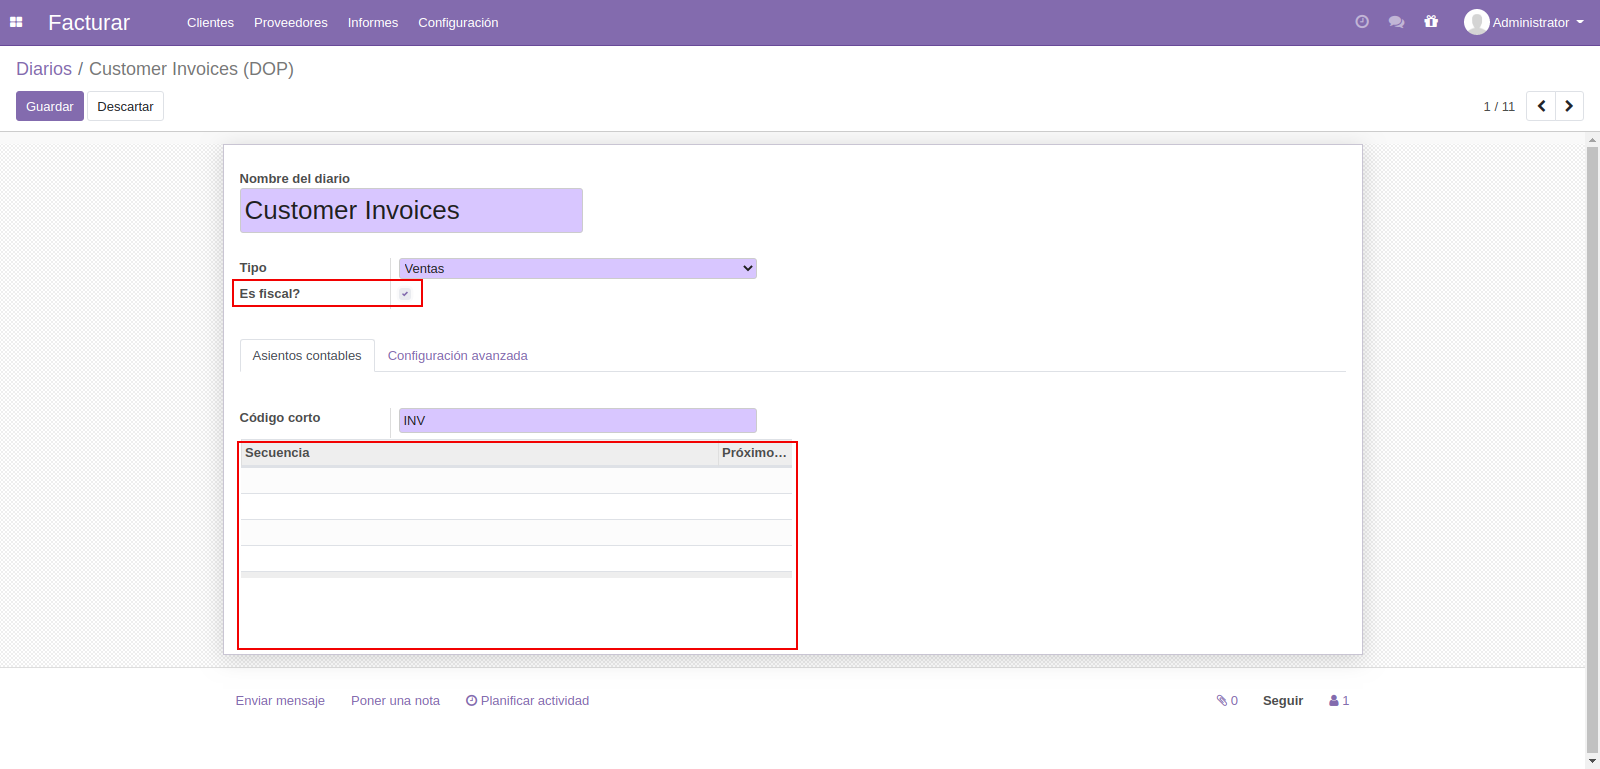 Facturar Clientes Proveedores Informes Configuración Administrator
Diarios / Customer Invoices (DOP)
Guardar Descartar 1 / 11
Nombre del diario
Customer Invoices
Tipo Ventas
Es fiscal?
Asientos contables Configuración avanzada
Código corto INV
Secuencia Próximo...
Enviar mensaje Poner una nota Planificar actividad 0 Seguir 1